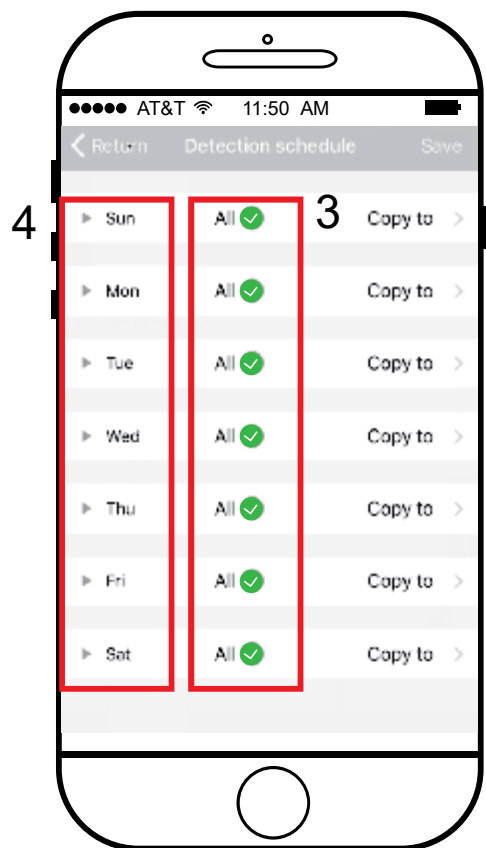 AT&T 11:50 AM
Return Detection schedule Save
4 Sun All 3 Copy to
Mon All Copy to
Tue All Copy to
Wed All Copy to
Thu All Copy to
Fri All Copy to
Sat All Copy to